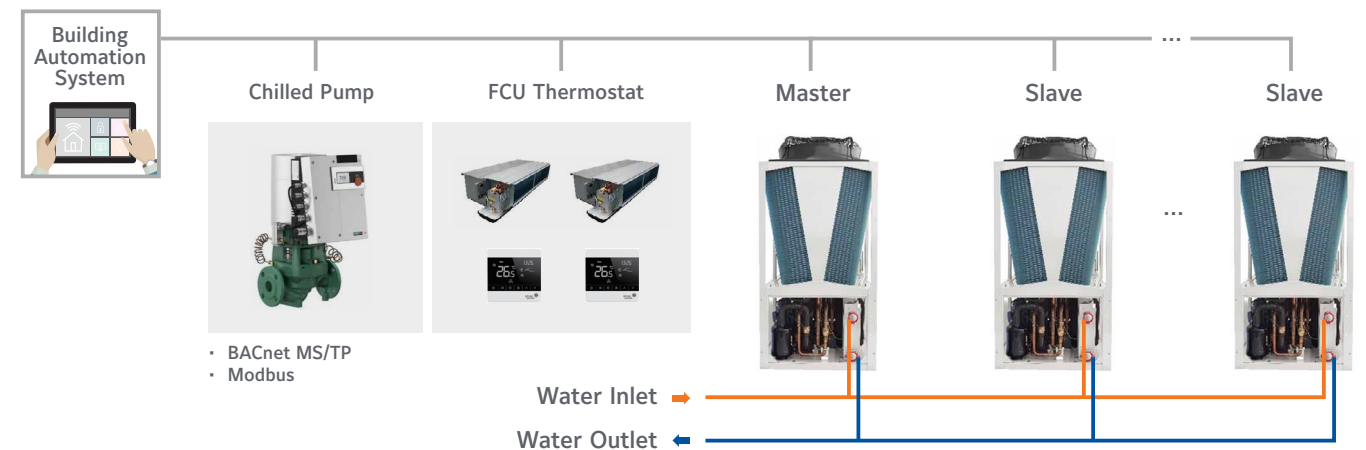 Building
Automation
System
...
Chilled Pump
FCU Thermostat
Master
Slave
Slave
26.5
26.5
...
· BACnet MS/TP
· Modbus
Water Inlet
Water Outlet